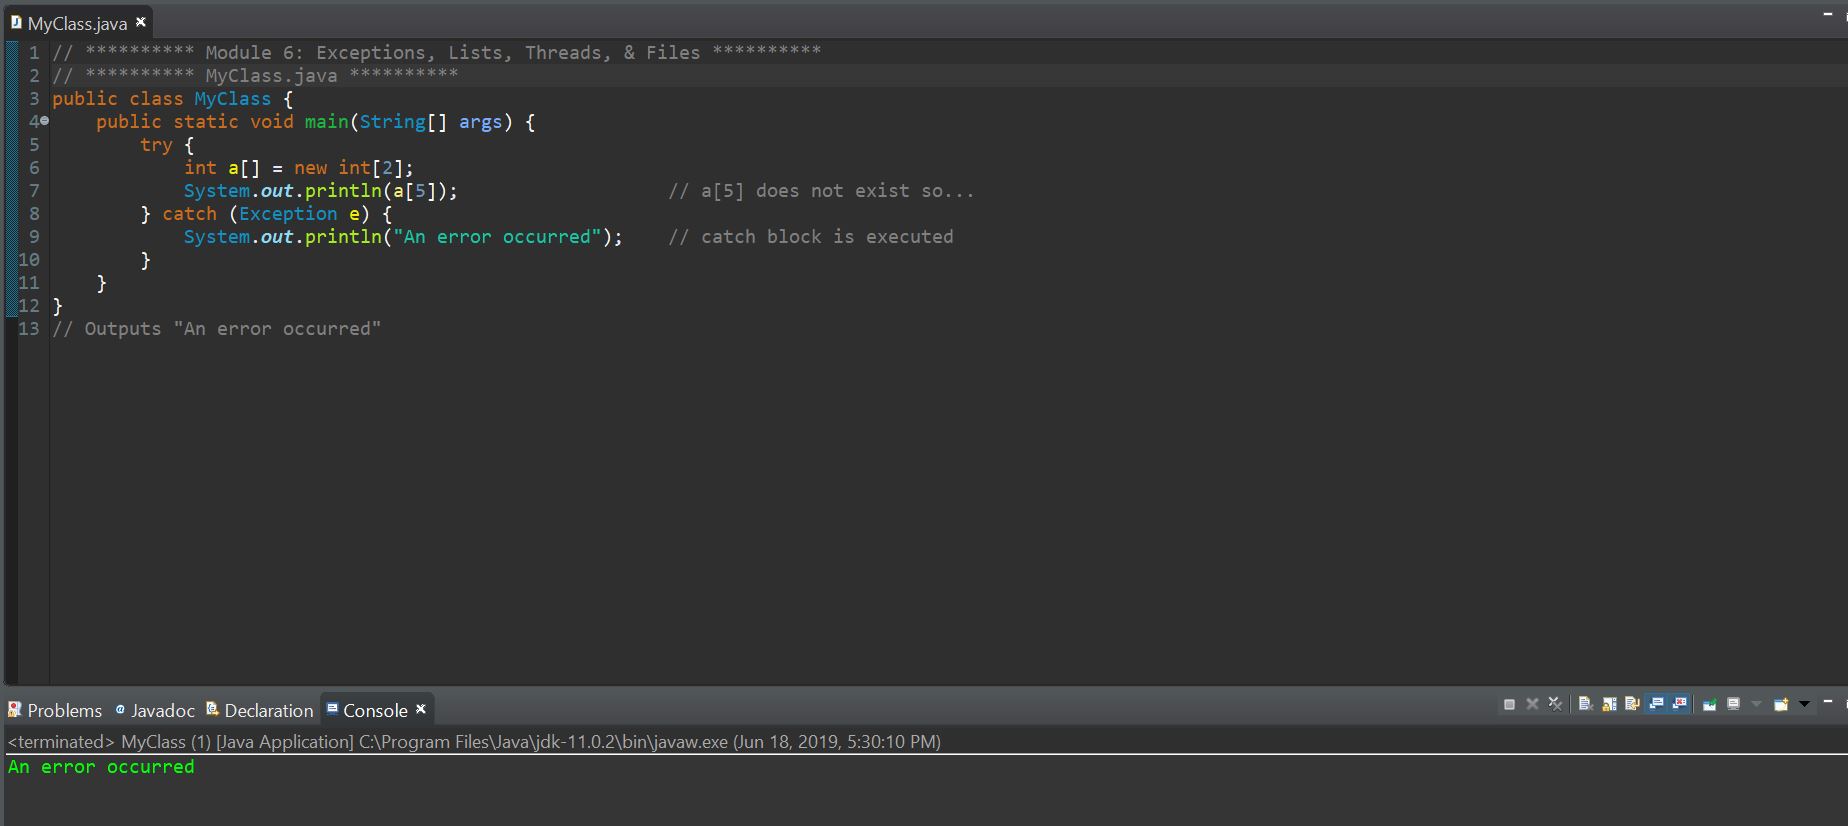 MyClass.java
1 // ********** Module 6: Exceptions, Lists, Threads, & Files **********
2 // ********** MyClass.java **********
3 public class MyClass {
4     public static void main(String[] args) {
5         try {
6             int a[] = new int[2];
7             System.out.println(a[5]);                   // a[5] does not exist so...
8         } catch (Exception e) {
9             System.out.println("An error occurred");    // catch block is executed
10         }
11     }
12 }
13 // Outputs "An error occurred"
Problems @ Javadoc Declaration Console
<terminated> MyClass (1) [Java Application] C:\Program Files\Java\jdk-11.0.2\bin\javaw.exe (Jun 18, 2019, 5:30:10 PM)
An error occurred